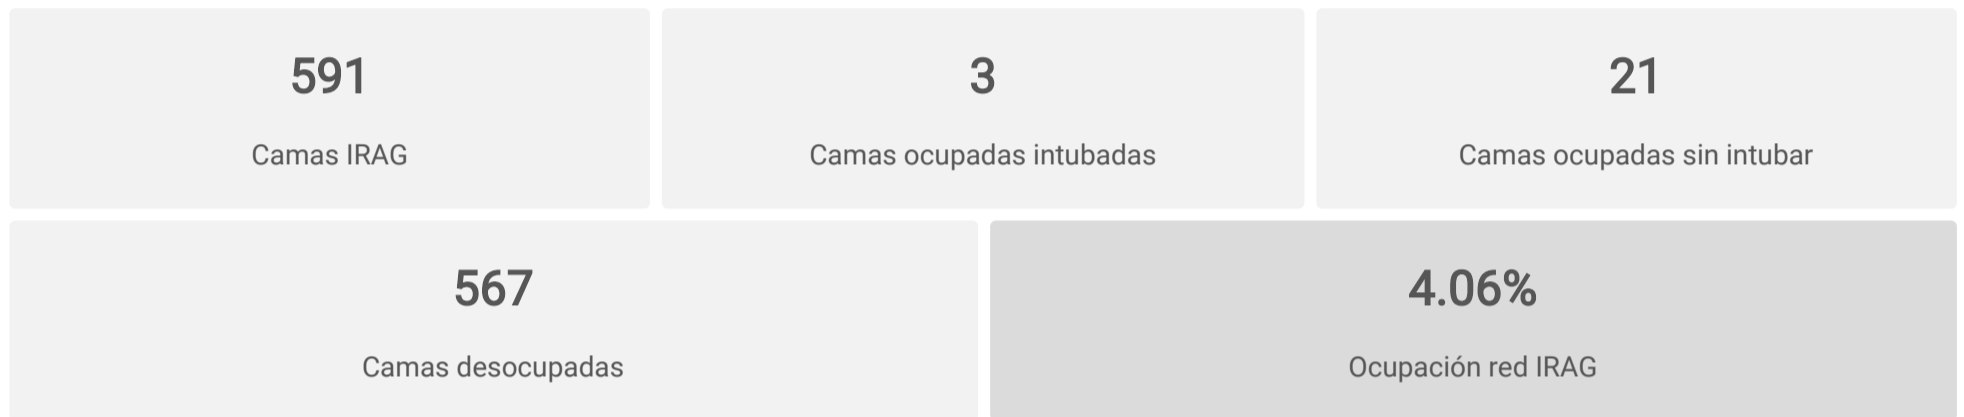 591
Camas IRAG
3
Camas ocupadas intubadas
21
Camas ocupadas sin intubar
567
Camas desocupadas
4.06%
Ocupación red IRAG